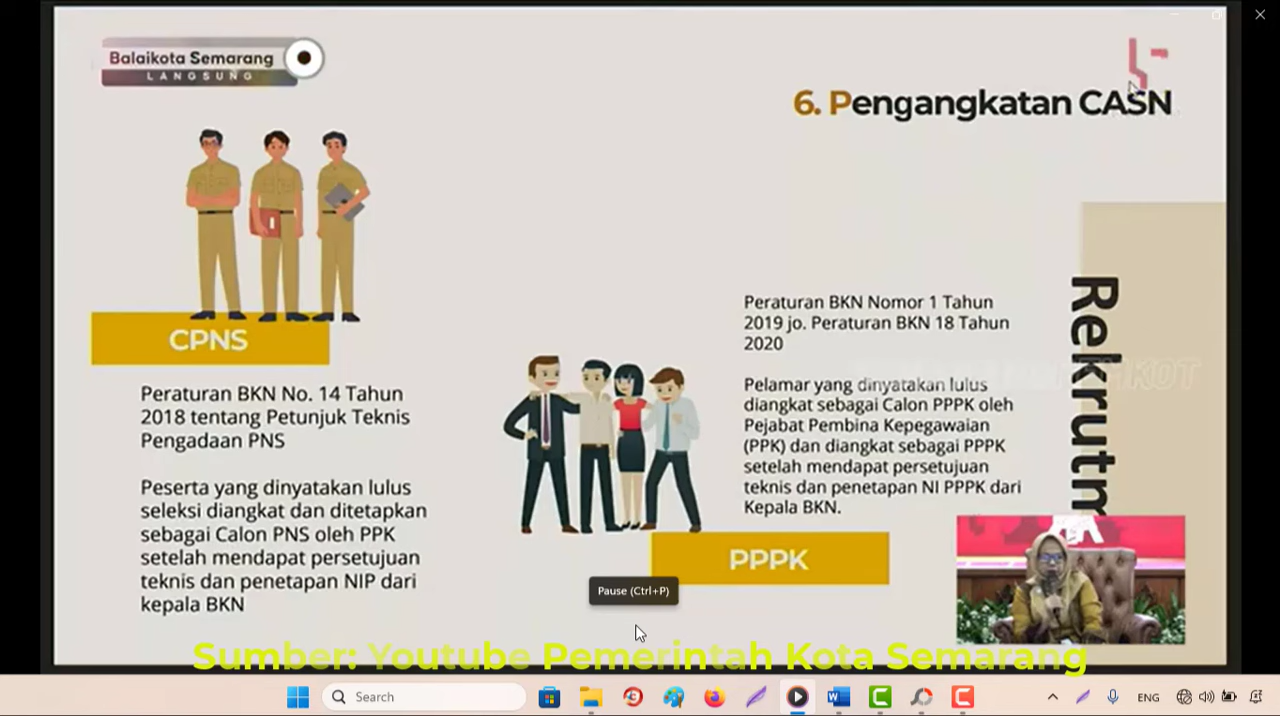 Balaikota Semarang
LANGSUNG
6. Pengangkatan CASN
CPNS
Peraturan BKN No. 14 Tahun
2018 tentang Petunjuk Teknis
Pengadaan PNS
Peserta yang dinyatakan lulus
seleksi diangkat dan ditetapkan
sebagai Calon PNS oleh PPK
setelah mendapat persetujuan
teknis dan penetapan NIP dari
kepala BKN
Peraturan BKN Nomor 1 Tahun
2019 jo. Peraturan BKN 18 Tahun
2020
Pelamar yang dinyatakan lulus
diangkat sebagai Calon PPPK oleh
Pejabat Pembina Kepegawaian
(PPK) dan diangkat sebagai PPPK
setelah mendapat persetujuan
teknis dan penetapan NI PPPK dari
Kepala BKN.
PPPK
Rekrutm
Pause (Ctrl+P)
Sumber: Youtube Pemerintah Kota Semarang
Search
ENG